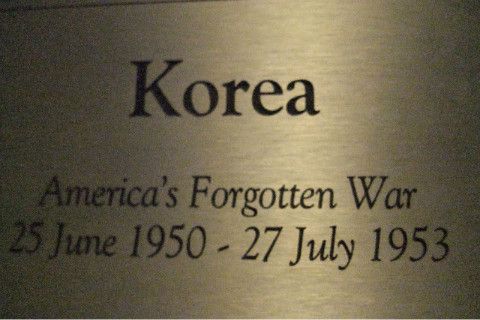 Korea
America's Forgotten War
25 June 1950 - 27 July 1953